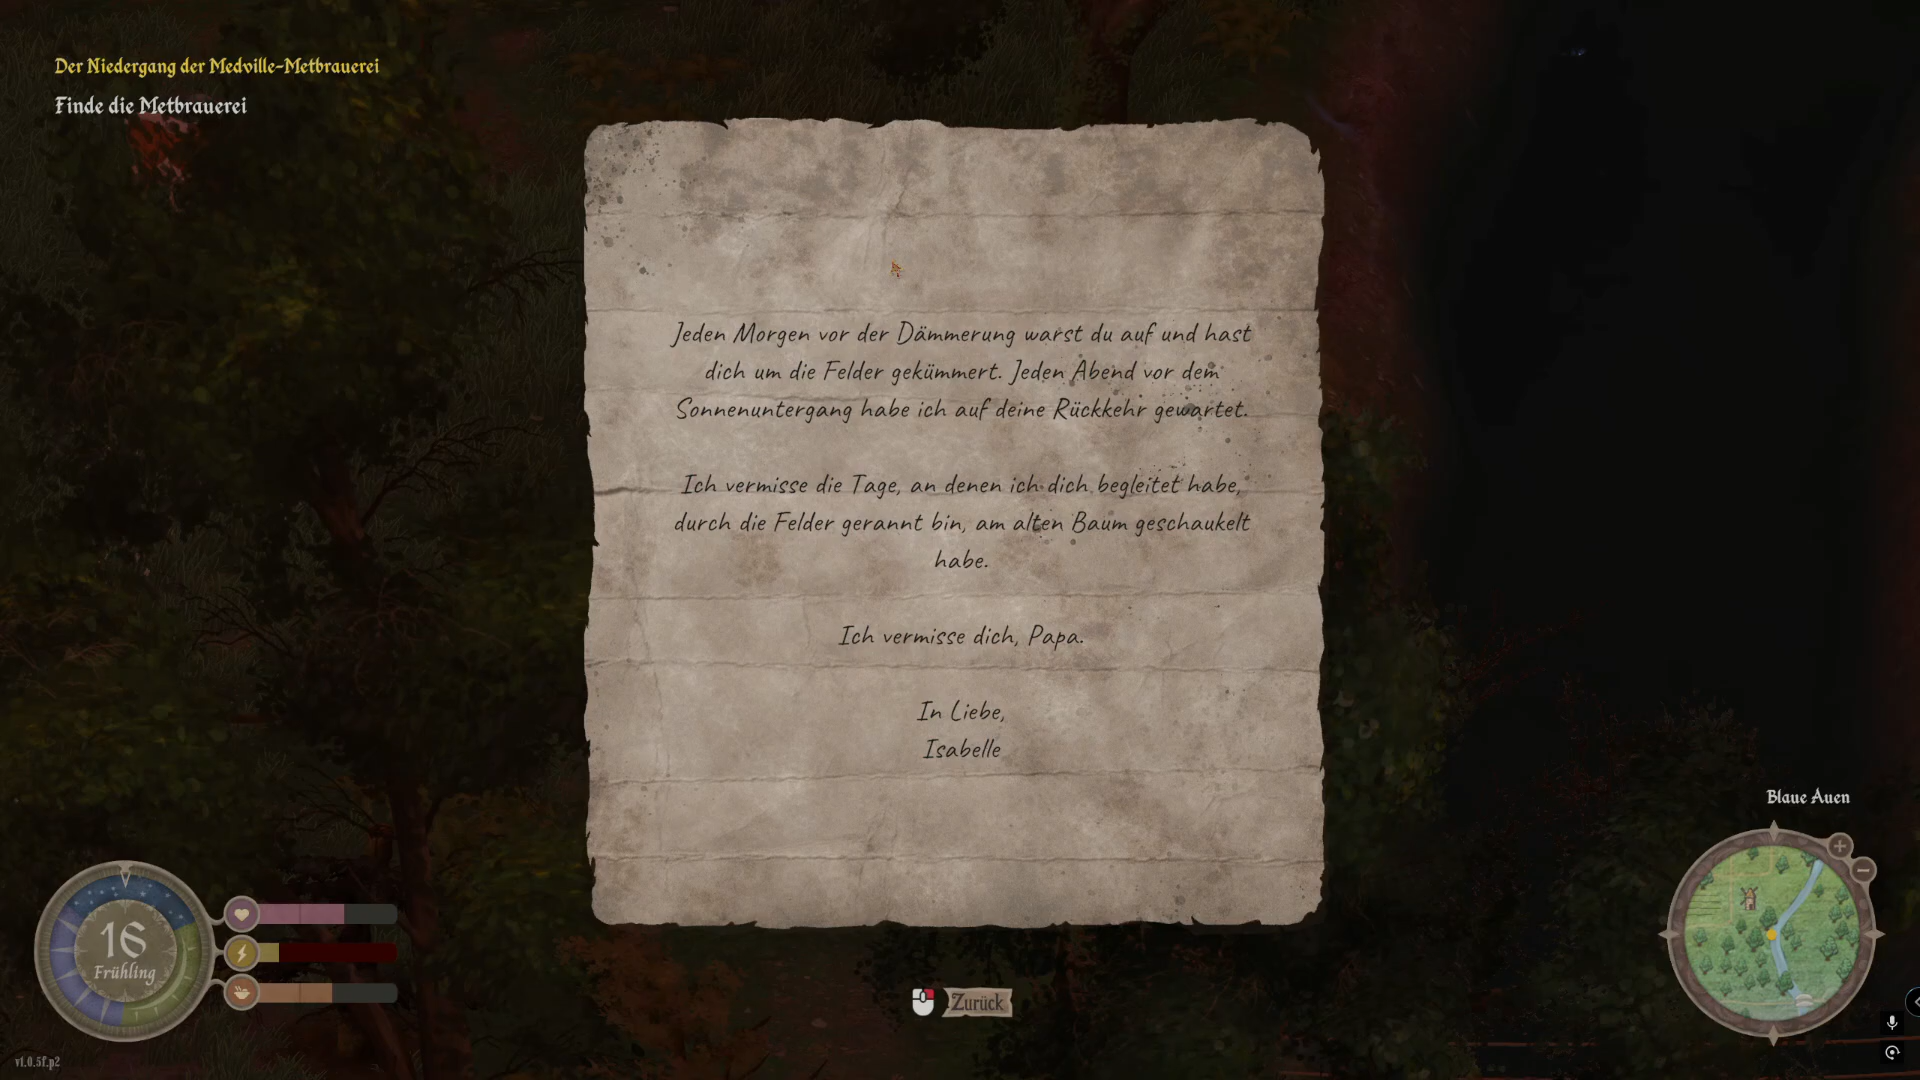 Der Niedergang der Medville-Metbrauerei
Finde die Metbrauerei
Jeden Morgen vor der Dämmerung warst du auf und hast
dich um die Felder gekümmert. Jeden Abend vor dem
Sonnenuntergang habe ich auf deine Rückkehr gewartet.
Ich vermisse die Tage, an denen ich dich begleitet habe,
durch die Felder gerannt bin, am alten Baum geschaukelt
habe.
Ich vermisse dich, Papa.
In Liebe,
Isabelle
Blaue Auen
16
Frühling
Zurück
v1.0.5f.p2